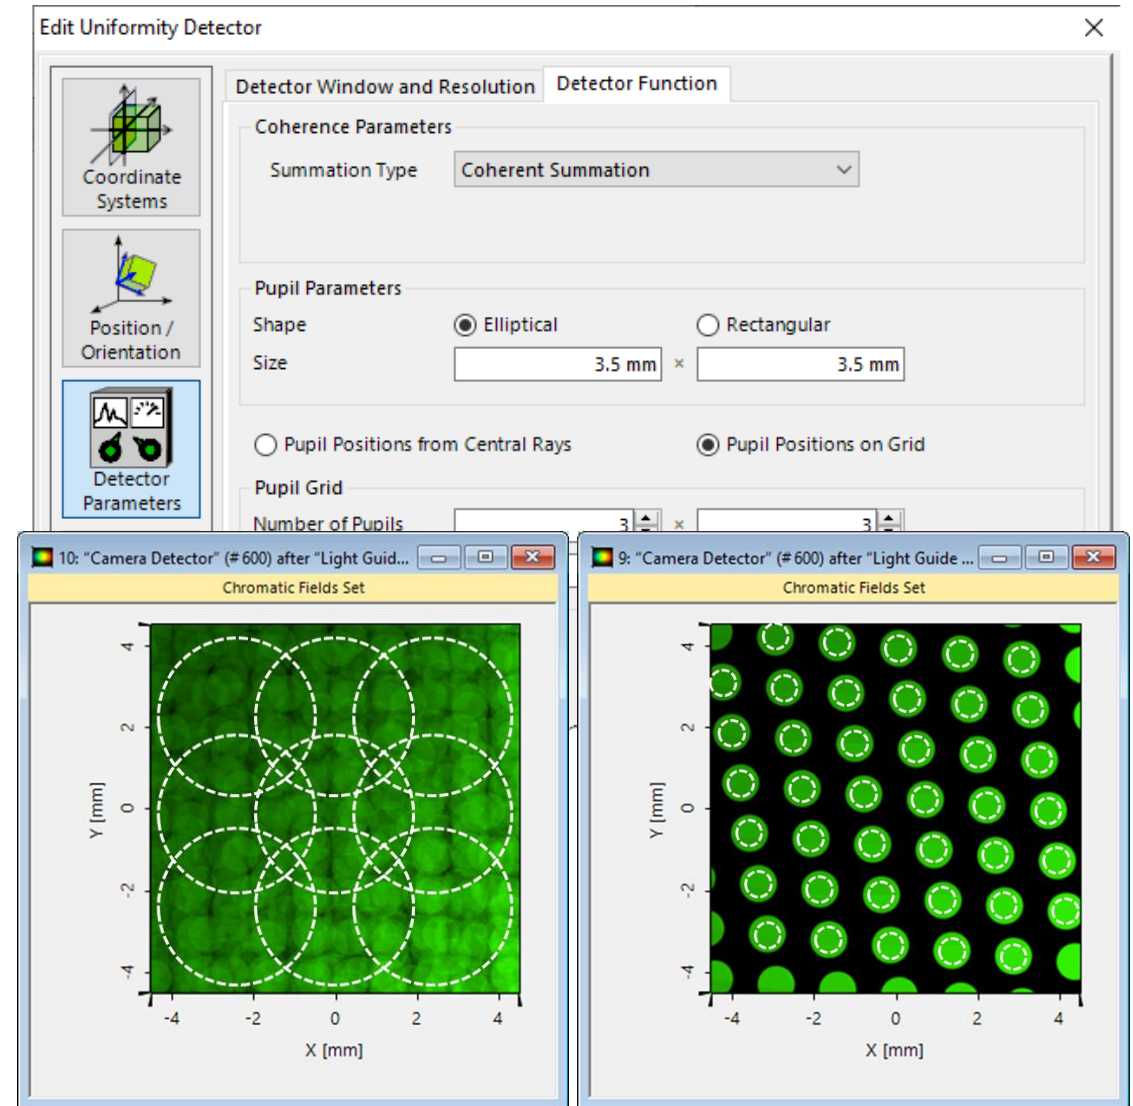 Edit Uniformity Detector
Coordinate
Systems
Position /
Orientation
Detector
Parameters
Detector Window and Resolution
Detector Function
Coherence Parameters
Summation Type
Coherent Summation
Pupil Parameters
Shape
Elliptical
Rectangular
Size
3.5 mm
×
3.5 mm
Pupil Positions from Central Rays
Pupil Positions on Grid
Pupil Grid
Number of Pupils
3
×
3
10: "Camera Detector" (# 600) after "Light Guid...
Chromatic Fields Set
Y [mm]
4
2
0
-2
-4
-4
-2
0
2
4
X [mm]
9: "Camera Detector" (# 600) after "Light Guide ...
Chromatic Fields Set
Y [mm]
4
2
0
-2
-4
-4
-2
0
2
4
X [mm]